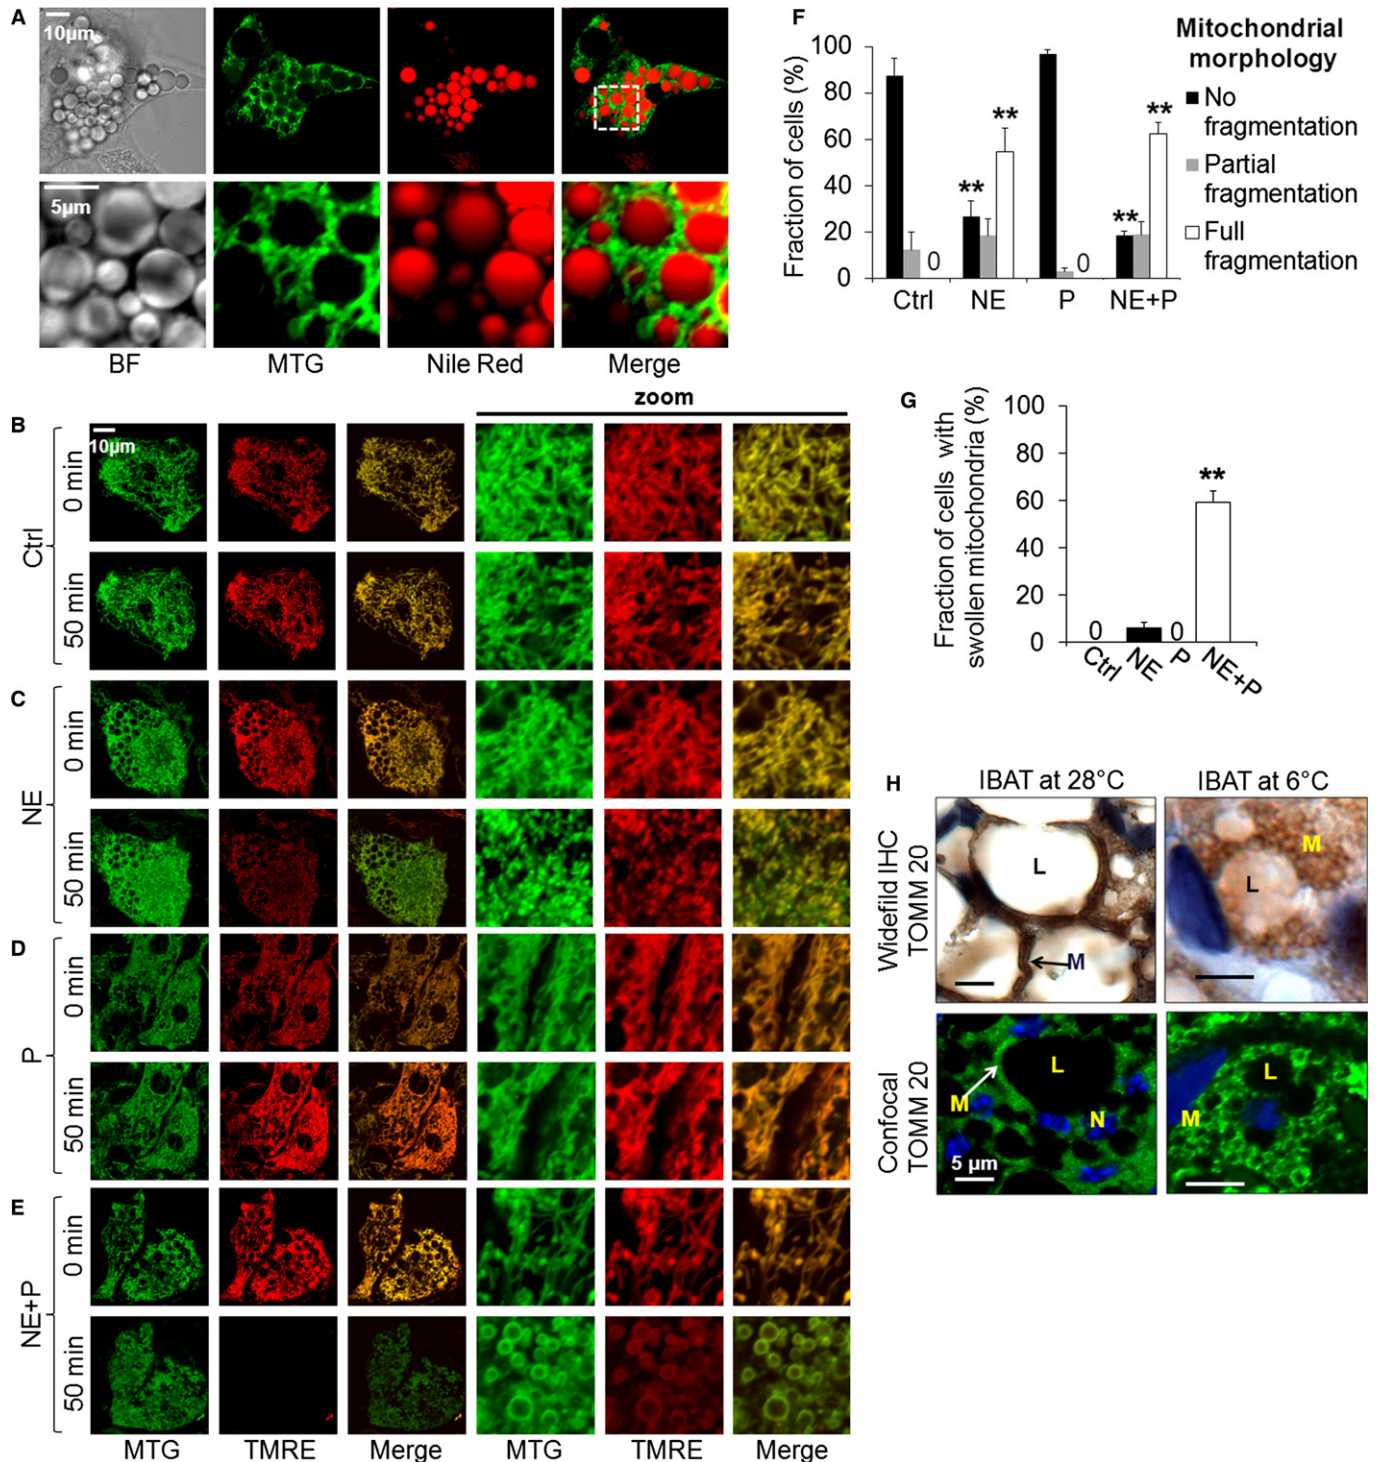 A
10µm
5µm
BF
MTG
Nile Red
Merge
F
Mitochondrial
morphology
Fraction of cells (%)
100
80
60
40
20
0
**
**
**
**
0
0
Ctrl
NE
P
NE+P
No
fragmentation
Partial
fragmentation
Full
fragmentation
zoom
B
10µm
Ctrl
0 min
50 min
C
NE
0 min
50 min
D
P
0 min
50 min
E
NE+P
0 min
50 min
MTG
TMRE
Merge
MTG
TMRE
Merge
G
Fraction of cells with
swollen mitochondria (%)
100
80
60
40
20
0
0
0
**
Ctrl
NE
P
NE+P
H
IBAT at 28°C
IBAT at 6°C
Widefild IHC
TOMM 20
L
M
M
L
Confocal
TOMM 20
L
M
N
5 µm
L
M